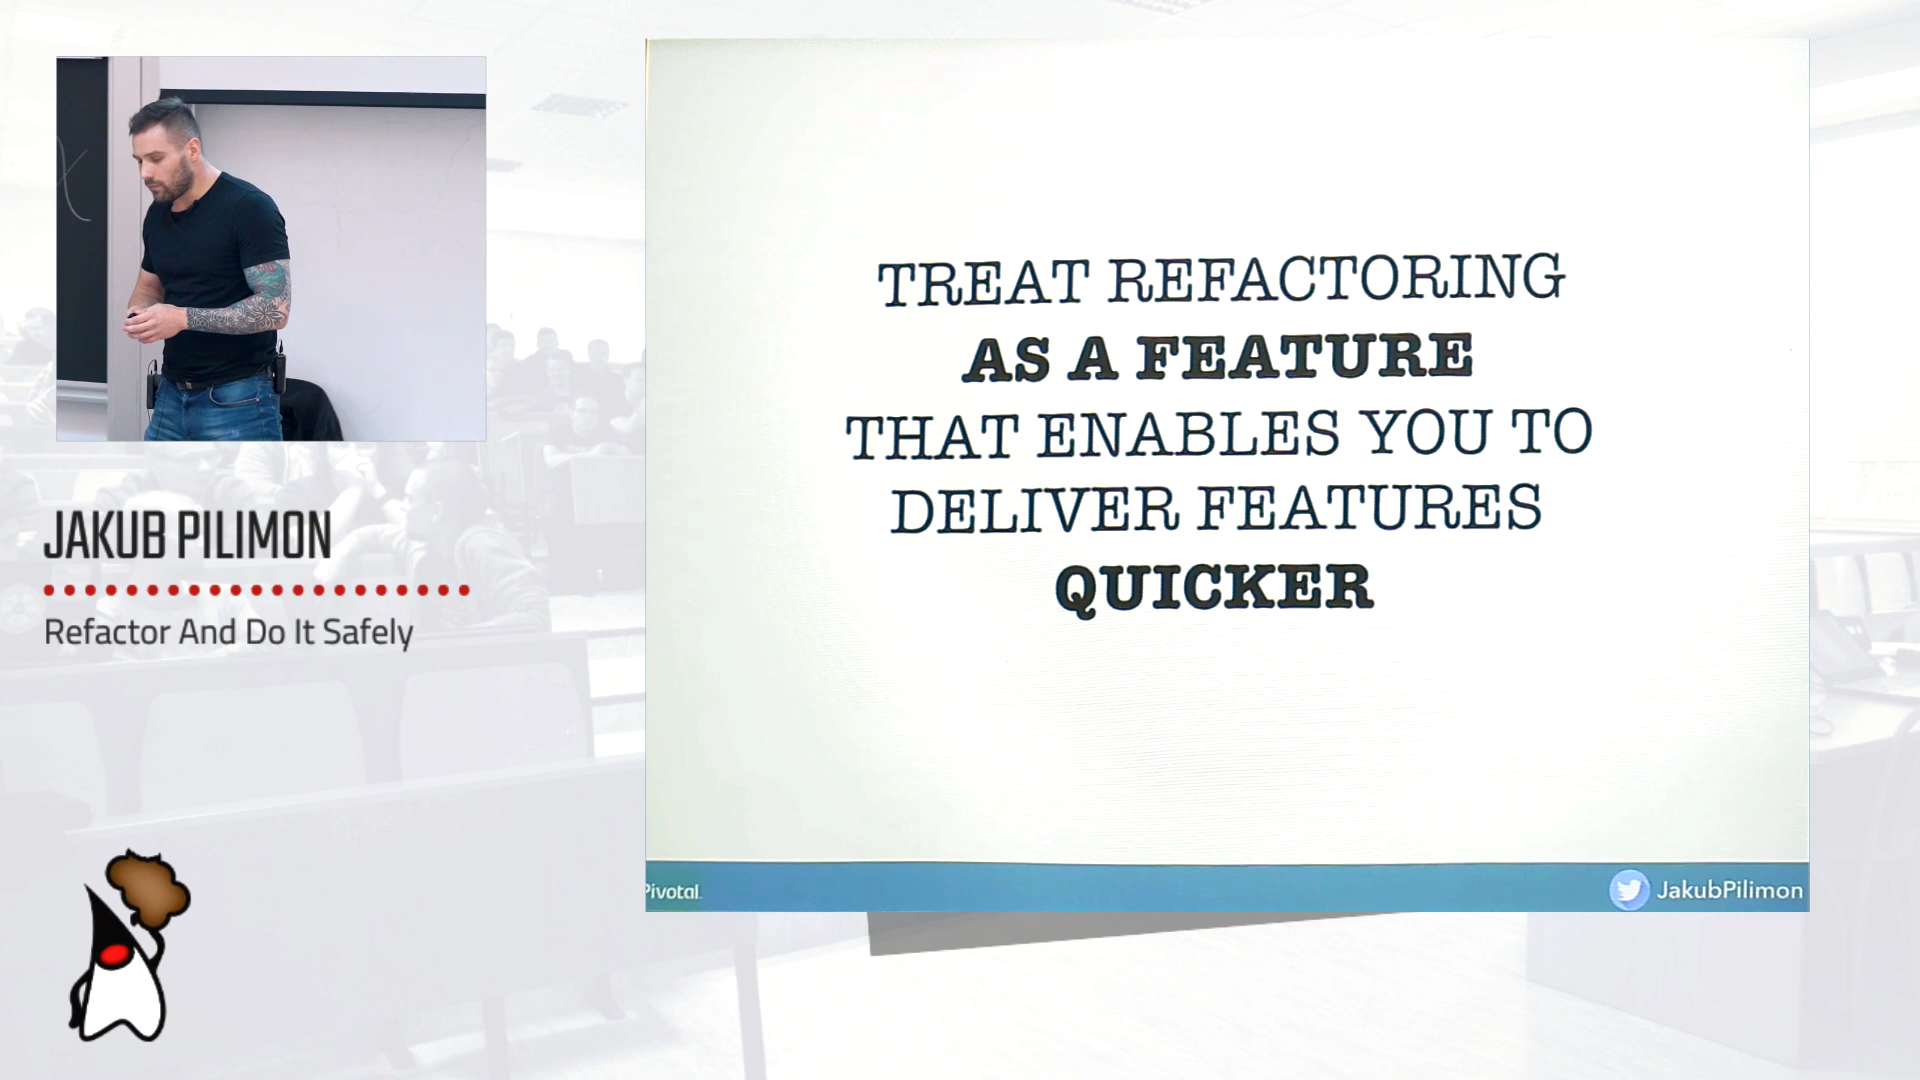 JAKUB PILIMON
Refactor And Do It Safely
TREAT REFACTORING
AS A FEATURE
THAT ENABLES YOU TO
DELIVER FEATURES
QUICKER
Pivotal.
JakubPilimon